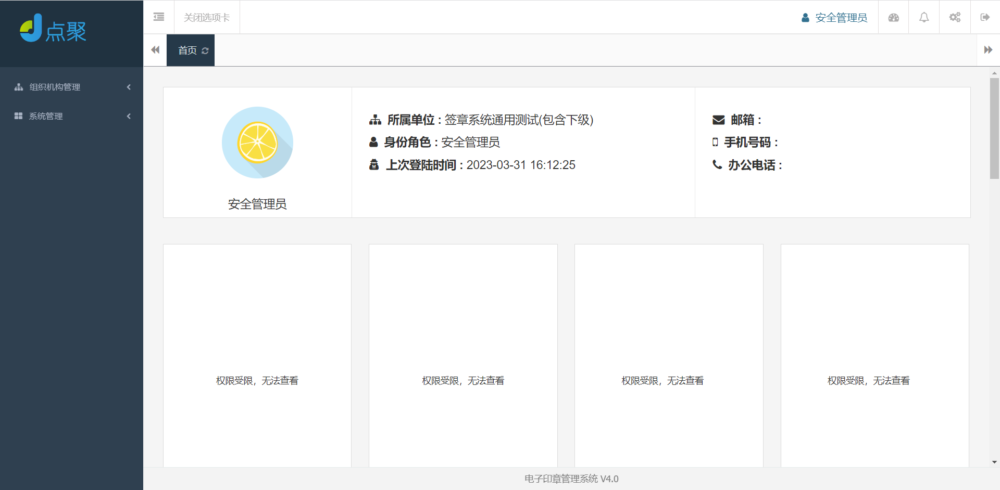 点聚
关闭选项卡
安全管理员
首页
组织机构管理
系统管理
所属单位：签章系统通用测试(包含下级)
身份角色：安全管理员
上次登陆时间：2023-03-31 16:12:25
邮箱：
手机号码：
办公电话：
安全管理员
权限受限，无法查看
权限受限，无法查看
权限受限，无法查看
权限受限，无法查看
电子印章管理系统 V4.0